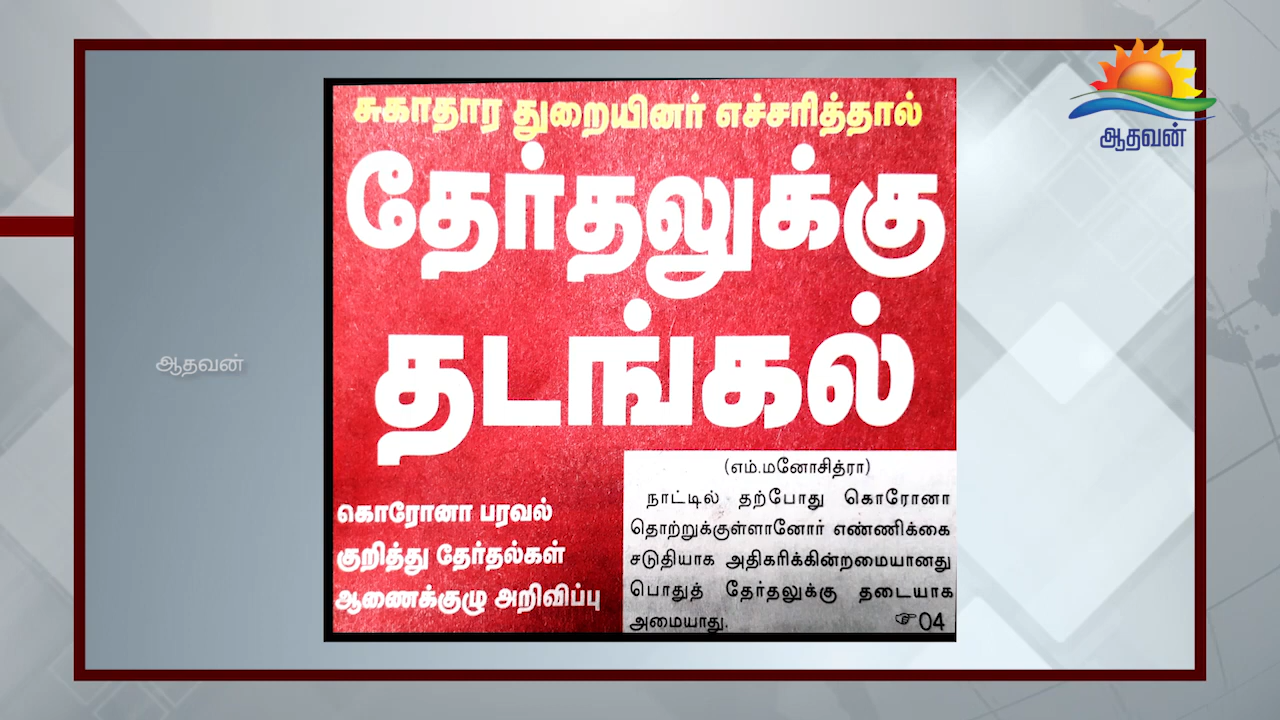 சுகாதார துறையினர் எச்சரித்தால்
ஆதவன்
தேர்தலுக்கு
தடங்கல்
ஆதவன்
(எம்.மனோசித்ரா)
நாட்டில் தற்போது கொரோனா
தொற்றுக்குள்ளானோர் எண்ணிக்கை
சடுதியாக அதிகரிக்கின்றமையானது
பொதுத் தேர்தலுக்கு தடையாக
அமையாது. ☞04
கொரோனா பரவல்
குறித்து தேர்தல்கள்
ஆணைக்குழு அறிவிப்பு